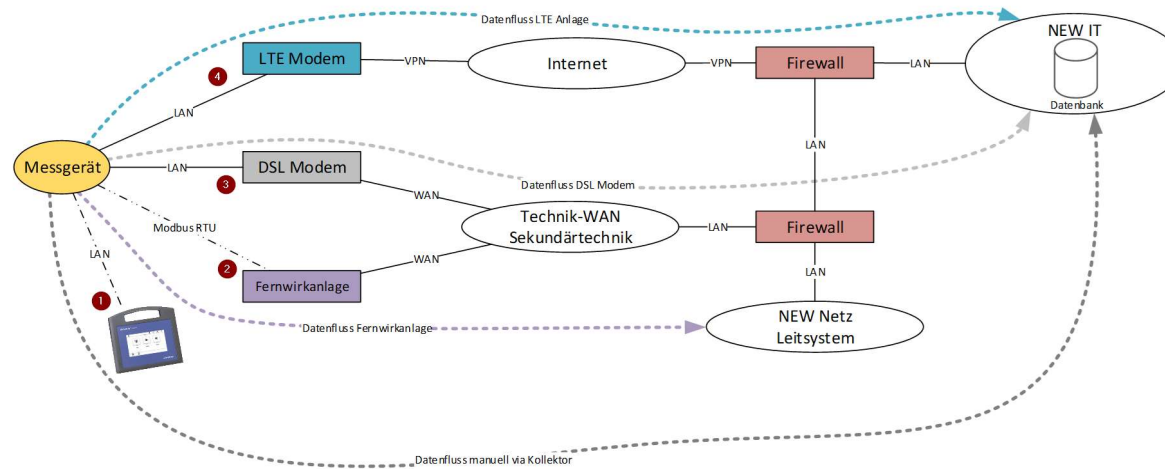 Datenfluss LTE Anlage
NEW IT
Datenbank
4
LTE Modem
VPN
Internet
VPN
Firewall
LAN
LAN
LAN
Messgerät
LAN
DSL Modem
3
Datenfluss DSL Modem
WAN
Technik-WAN
Sekundärtechnik
LAN
Firewall
Modbus RTU
LAN
2
Fernwirkanlage
WAN
LAN
1
Datenfluss Fernwirkanlage
NEW Netz
Leitsystem
Datenfluss manuell via Kollektor